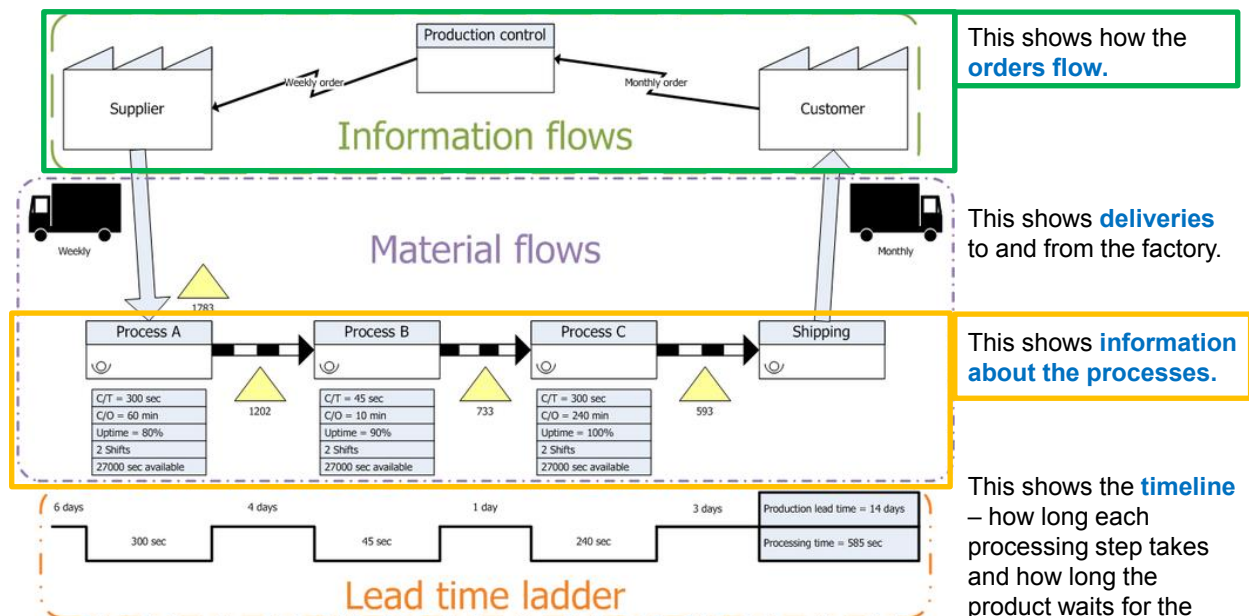 Production control
Weekly order
Monthly order
Supplier
Customer
Information flows
This shows how the
orders flow.
Weekly
Material flows
Monthly
This shows deliveries
to and from the factory.
1783
Process A
Process B
Process C
Shipping
This shows information
about the processes.
1202
733
593
C/T = 300 sec
C/O = 60 min
Uptime = 80%
2 Shifts
27000 sec available
C/T = 45 sec
C/O = 10 min
Uptime = 90%
2 Shifts
27000 sec available
C/T = 300 sec
C/O = 240 min
Uptime = 100%
2 Shifts
27000 sec available
6 days
4 days
1 day
3 days
Production lead time = 14 days
300 sec
45 sec
240 sec
Processing time = 585 sec
Lead time ladder
This shows the timeline
– how long each
processing step takes
and how long the
product waits for the